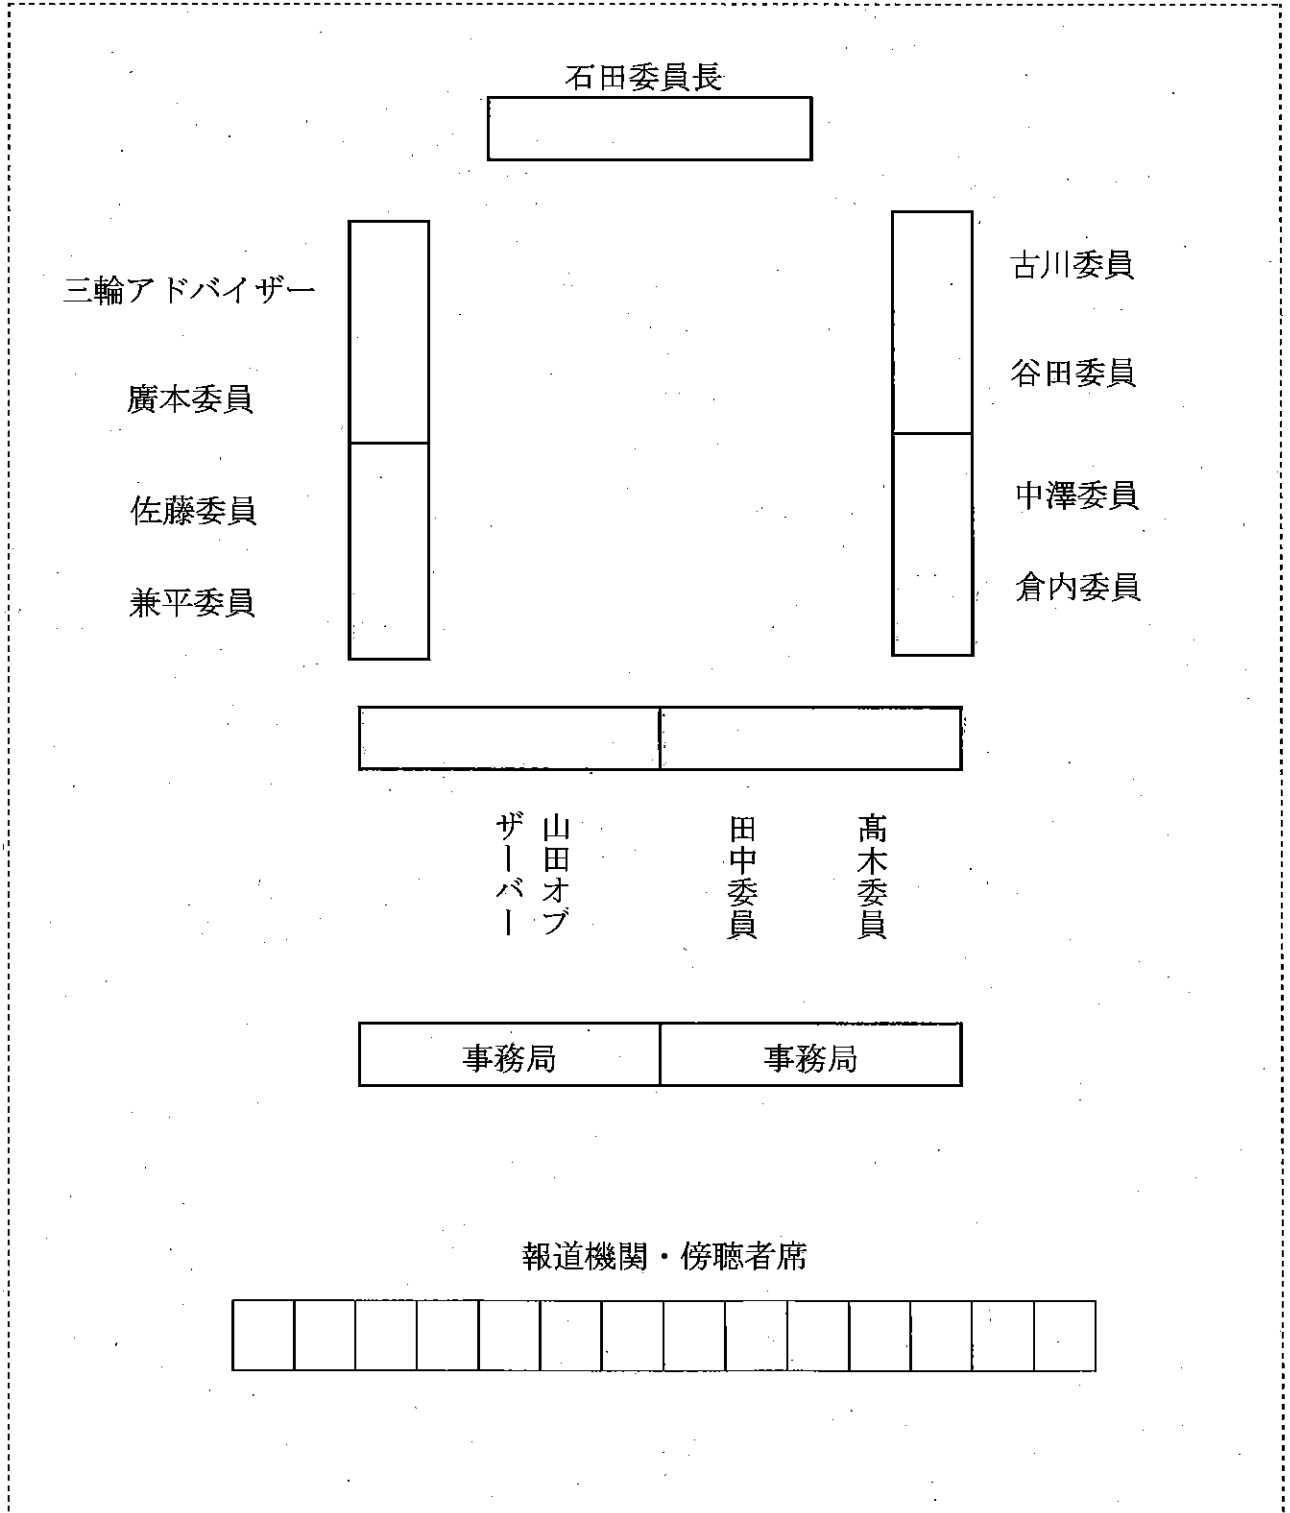 石田委員長
三輪アドバイザー
廣本委員
佐藤委員
兼平委員
古川委員
谷田委員
中澤委員
倉内委員
山田オブ
ザーバー
田中委員
髙木委員
事務局
事務局
報道機関・傍聴者席